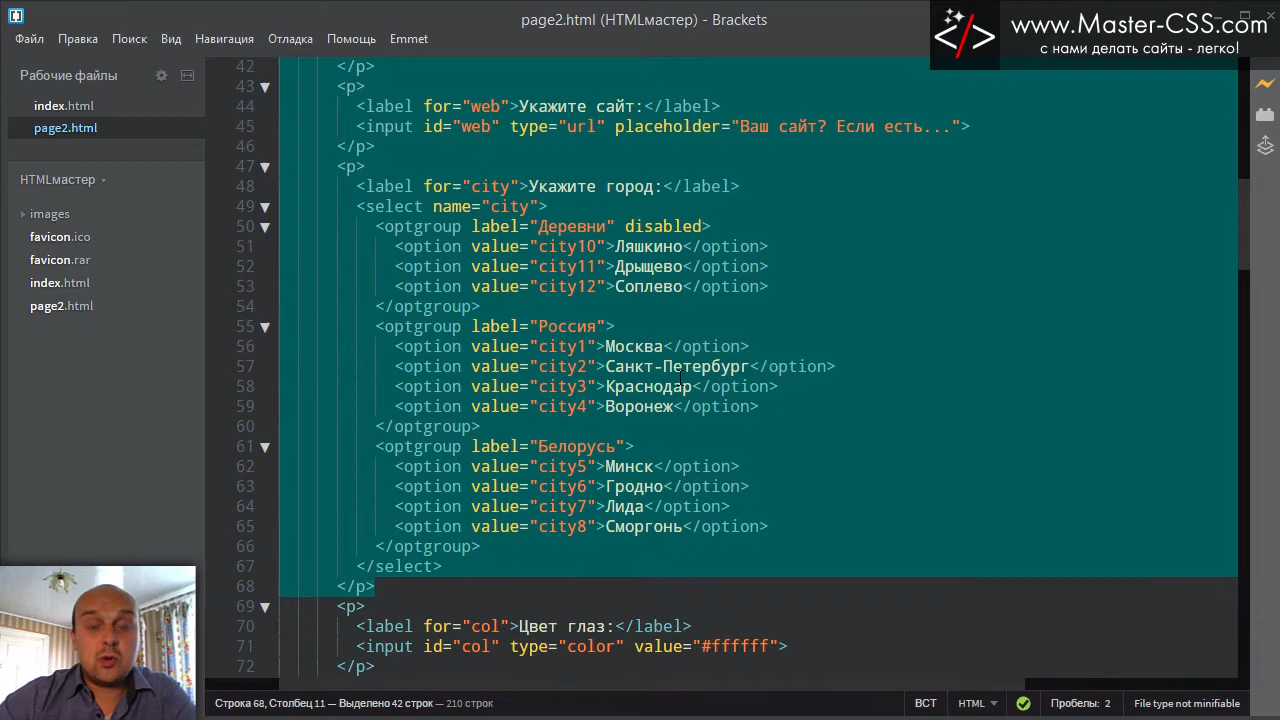 page2.html (HTMLмастер) - Brackets
www.Master-CSS.com
с нами делать сайты - легко!
Файл Правка Поиск Вид Навигация Отладка Помощь Emmet
Рабочие файлы
index.html
page2.html
HTMLмастер
images
favicon.ico
favicon.rar
index.html
page2.html
42 </p>
43 <p>
44 <label for="web">Укажите сайт:</label>
45 <input id="web" type="url" placeholder="Ваш сайт? Если есть...">
46 </p>
47 <p>
48 <label for="city">Укажите город:</label>
49 <select name="city">
50 <optgroup label="Деревни" disabled>
51 <option value="city10">Ляшкино</option>
52 <option value="city11">Дрыщево</option>
53 <option value="city12">Соплево</option>
54 </optgroup>
55 <optgroup label="Россия">
56 <option value="city1">Москва</option>
57 <option value="city2">Санкт-Петербург</option>
58 <option value="city3">Краснодар</option>
59 <option value="city4">Воронеж</option>
60 </optgroup>
61 <optgroup label="Белорусь">
62 <option value="city5">Минск</option>
63 <option value="city6">Гродно</option>
64 <option value="city7">Лида</option>
65 <option value="city8">Сморгонь</option>
66 </optgroup>
67 </select>
68 </p>
69 <p>
70 <label for="col">Цвет глаз:</label>
71 <input id="col" type="color" value="#ffffff">
72 </p>
Строка 68, Столбец 11 — Выделено 42 строк — 210 строк
ВСТ HTML Пробелы: 2 File type not minifiable